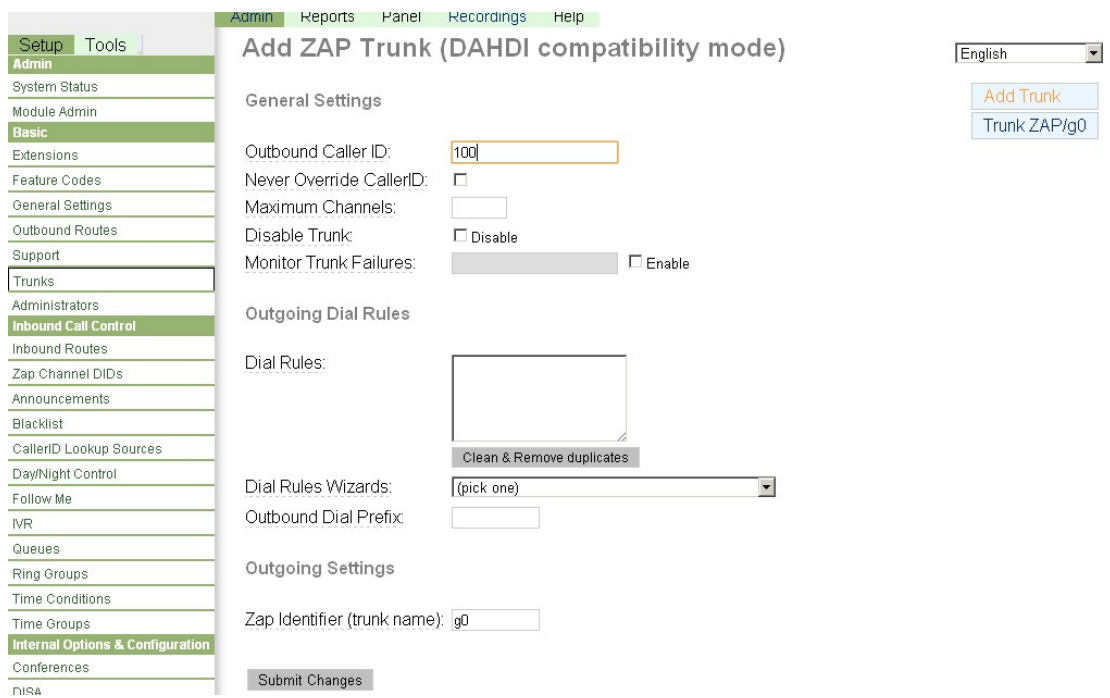 Admin Reports Panel Recordings Help
Setup Tools
Add ZAP Trunk (DAHDI compatibility mode)
English
Admin
System Status
Module Admin
Basic
Extensions
Feature Codes
General Settings
Outbound Routes
Support
Trunks
Administrators
Inbound Call Control
Inbound Routes
Zap Channel DIDs
Announcements
Blacklist
CallerID Lookup Sources
Day/Night Control
Follow Me
IVR
Queues
Ring Groups
Time Conditions
Time Groups
Internal Options & Configuration
Conferences
DISA
General Settings
Outbound Caller ID: 100
Never Override CallerID:
Maximum Channels:
Disable Trunk: Disable
Monitor Trunk Failures: Enable
Outgoing Dial Rules
Dial Rules:
Clean & Remove duplicates
Dial Rules Wizards: (pick one)
Outbound Dial Prefix:
Outgoing Settings
Zap Identifier (trunk name): g0
Submit Changes
Add Trunk
Trunk ZAP/g0